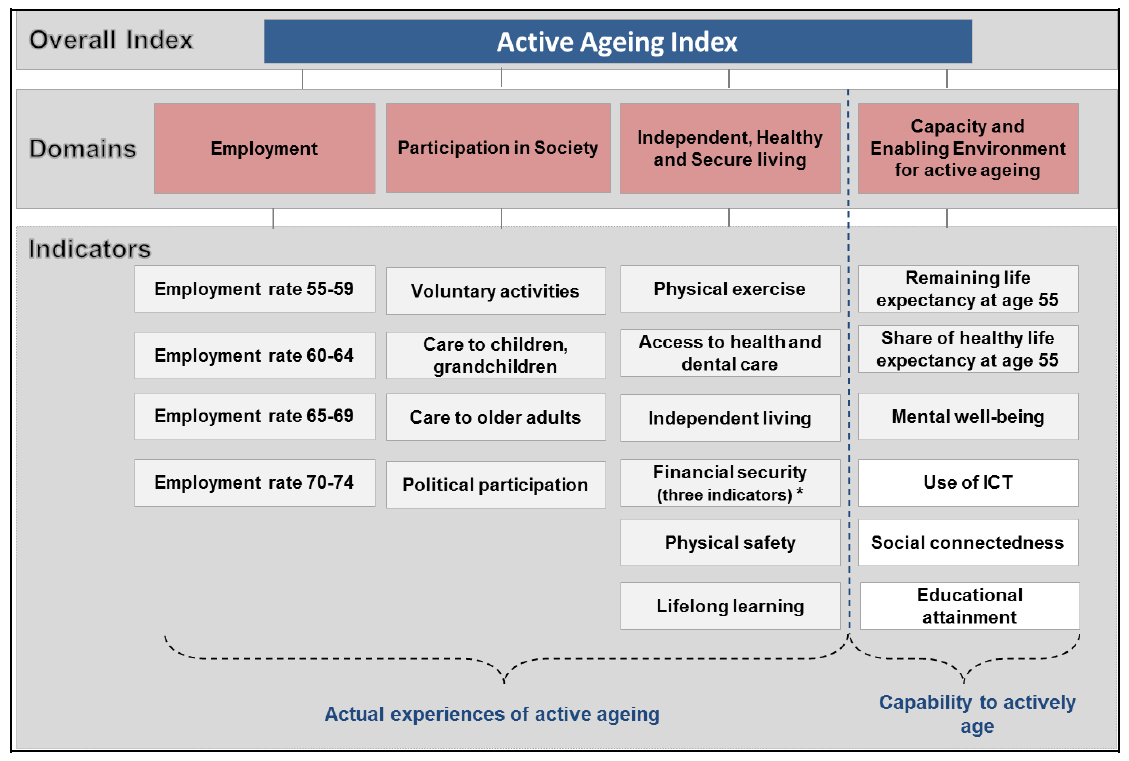 Overall Index
Active Ageing Index
Domains
Employment
Participation in Society
Independent, Healthy
and Secure living
Capacity and
Enabling Environment
for active ageing
Indicators
Employment rate 55-59
Employment rate 60-64
Employment rate 65-69
Employment rate 70-74
Voluntary activities
Care to children,
grandchildren
Care to older adults
Political participation
Physical exercise
Access to health and
dental care
Independent living
Financial security
(three indicators) *
Physical safety
Lifelong learning
Remaining life
expectancy at age 55
Share of healthy life
expectancy at age 55
Mental well-being
Use of ICT
Social connectedness
Educational
attainment
Actual experiences of active ageing
Capability to actively
age